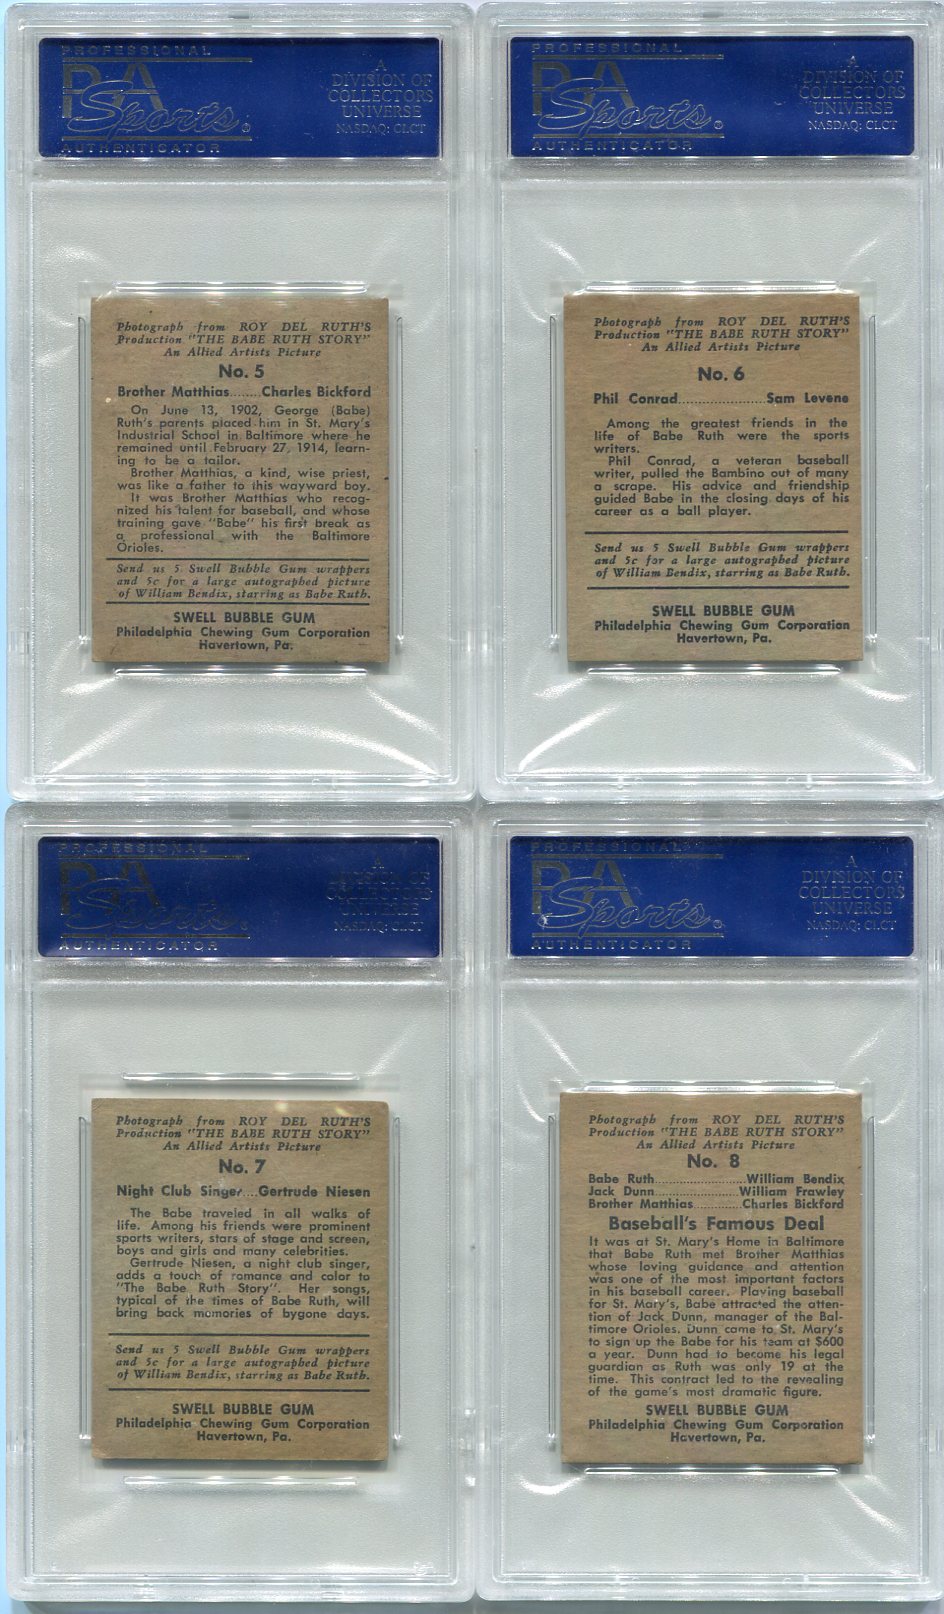 PROFESSIONAL
PSA
Sports
AUTHENTICATOR
A
DIVISION OF
COLLECTORS
UNIVERSE
NASDAQ: CLCT
Photograph from ROY DEL RUTH'S
Production "THE BABE RUTH STORY"
An Allied Artists Picture
No. 5
Brother Matthias........Charles Bickford
On June 13, 1902, George (Babe)
Ruth's parents placed him in St. Mary's
Industrial School in Baltimore where he
remained until February 27, 1914, learn-
ing to be a tailor.
Brother Matthias, a kind, wise priest,
was like a father to this wayward boy.
It was Brother Matthias who recog-
nized his talent for baseball, and whose
training gave "Babe" his first break as
a professional with the Baltimore
Orioles.
Send us 5 Swell Bubble Gum wrappers
and 5c for a large autographed picture
of William Bendix, starring as Babe Ruth.
SWELL BUBBLE GUM
Philadelphia Chewing Gum Corporation
Havertown, Pa.
PROFESSIONAL
PSA
Sports
AUTHENTICATOR
A
DIVISION OF
COLLECTORS
UNIVERSE
NASDAQ: CLCT
Photograph from ROY DEL RUTH'S
Production "THE BABE RUTH STORY"
An Allied Artists Picture
No. 6
Phil Conrad......................Sam Levene
Among the greatest friends in the
life of Babe Ruth were the sports
writers.
Phil Conrad, a veteran baseball
writer, pulled the Bambino out of many
a scrape. His advice and friendship
guided Babe in the closing days of his
career as a ball player.
Send us 5 Swell Bubble Gum wrappers
and 5c for a large autographed picture
of William Bendix, starring as Babe Ruth.
SWELL BUBBLE GUM
Philadelphia Chewing Gum Corporation
Havertown, Pa.
PROFESSIONAL
PSA
Sports
AUTHENTICATOR
A
DIVISION OF
COLLECTORS
UNIVERSE
NASDAQ: CLCT
Photograph from ROY DEL RUTH'S
Production "THE BABE RUTH STORY"
An Allied Artists Picture
No. 7
Night Club Singer....Gertrude Niesen
The Babe traveled in all walks of
life. Among his friends were prominent
sports writers, stars of stage and screen,
boys and girls and many celebrities.
Gertrude Niesen, a night club singer,
adds a touch of romance and color to
"The Babe Ruth Story". Her songs,
typical of the times of Babe Ruth, will
bring back memories of bygone days.
Send us 5 Swell Bubble Gum wrappers
and 5c for a large autographed picture
of William Bendix, starring as Babe Ruth.
SWELL BUBBLE GUM
Philadelphia Chewing Gum Corporation
Havertown, Pa.
PROFESSIONAL
PSA
Sports
AUTHENTICATOR
A
DIVISION OF
COLLECTORS
UNIVERSE
NASDAQ: CLCT
Photograph from ROY DEL RUTH'S
Production "THE BABE RUTH STORY"
An Allied Artists Picture
No. 8
Babe Ruth........................William Bendix
Jack Dunn......................William Frawley
Brother Matthias............Charles Bickford
Baseball's Famous Deal
It was at St. Mary's Home in Baltimore
that Babe Ruth met Brother Matthias
whose loving guidance and attention
was one of the most important factors
in his baseball career. Playing baseball
for St. Mary's, Babe attracted the atten-
tion of Jack Dunn, manager of the Bal-
timore Orioles. Dunn came to St. Mary's
to sign up the Babe for his team at $600
a year. Dunn had to become his legal
guardian as Ruth was only 19 at the
time. This contract led to the revealing
of the game's most dramatic figure.
SWELL BUBBLE GUM
Philadelphia Chewing Gum Corporation
Havertown, Pa.